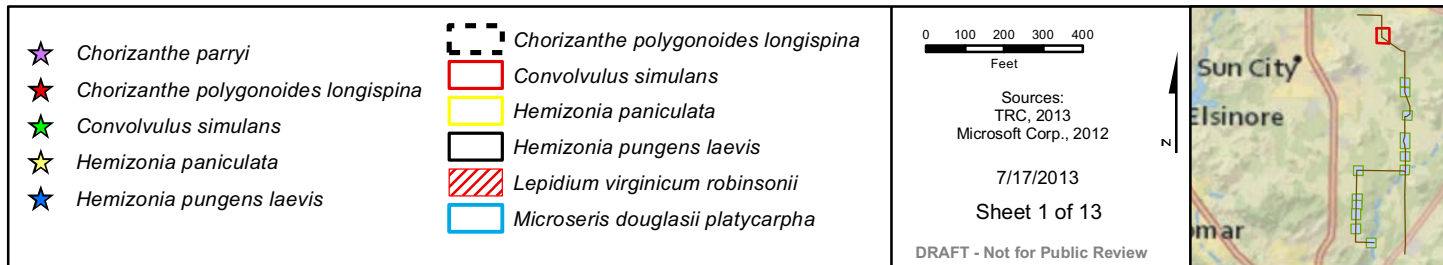 Chorizanthe parryi
Chorizanthe polygonoides longispina
Convolvulus simulans
Hemizonia paniculata
Hemizonia pungens laevis
Chorizanthe polygonoides longispina
Convolvulus simulans
Hemizonia paniculata
Hemizonia pungens laevis
Lepidium virginicum robinsonii
Microseris douglasii platycarpha
0 100 200 300 400
Feet
Sources:
TRC, 2013
Microsoft Corp., 2012
N
7/17/2013
Sheet 1 of 13
DRAFT - Not for Public Review
Sun City
Elsinore
mar